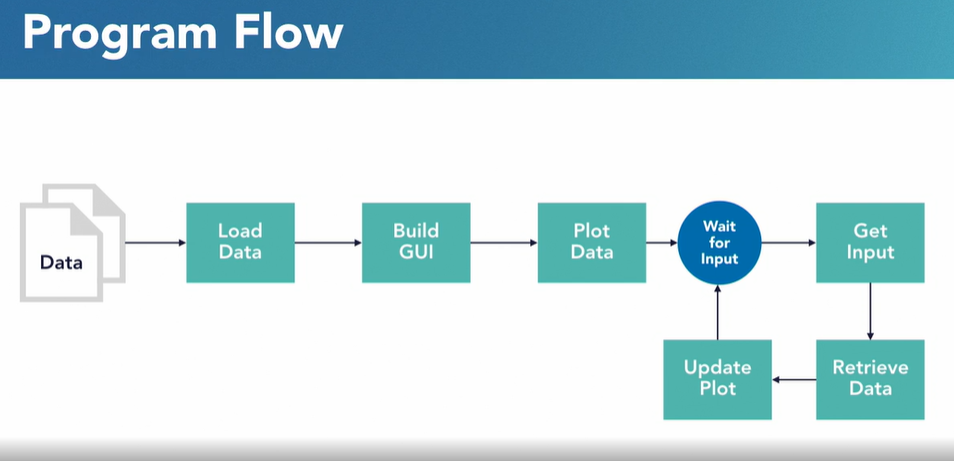 Program Flow
Data
Load
Data
Build
GUI
Plot
Data
Wait
for
Input
Get
Input
Update
Plot
Retrieve
Data